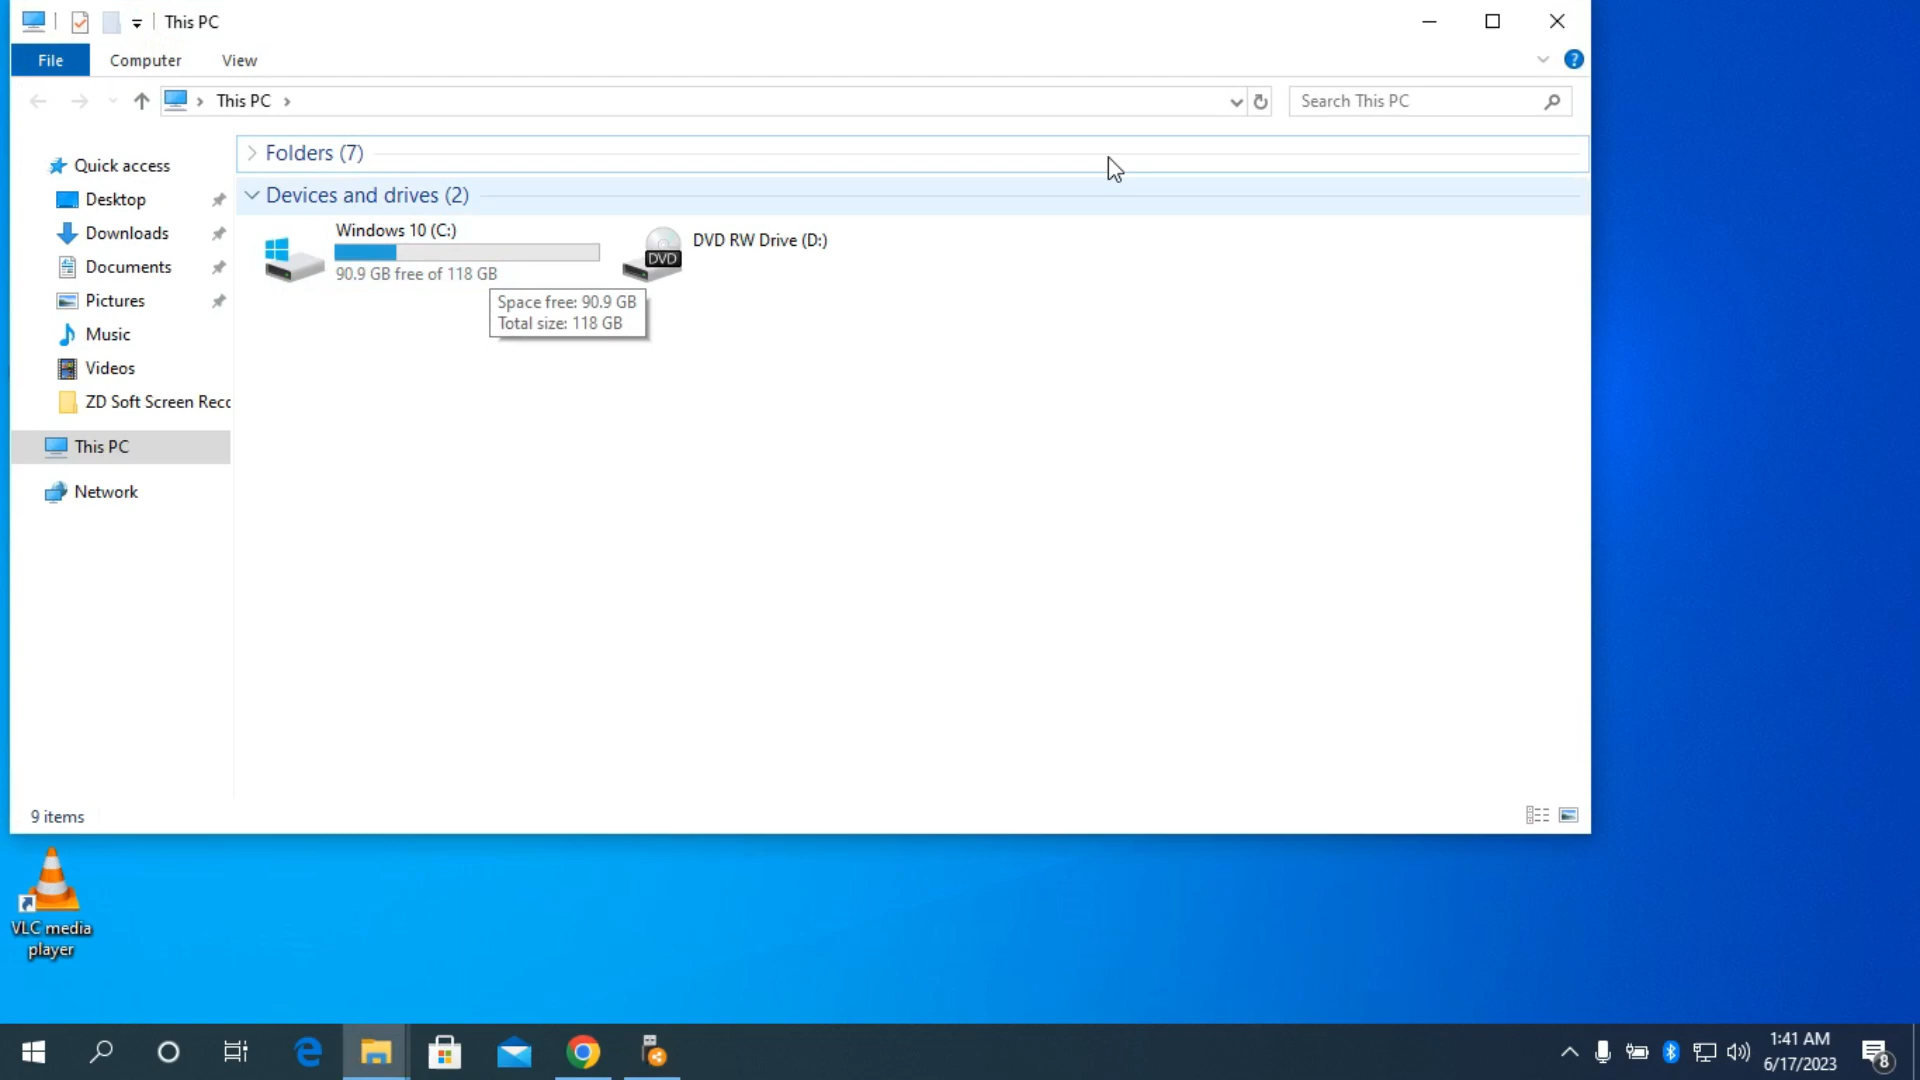 This PC
File
Computer
View
?
This PC
Search This PC
Quick access
Desktop
Downloads
Documents
Pictures
Music
Videos
ZD Soft Screen Recc
This PC
Network
Folders (7)
Devices and drives (2)
Windows 10 (C:)
90.9 GB free of 118 GB
DVD
DVD RW Drive (D:)
Space free: 90.9 GB
Total size: 118 GB
9 items
VLC media
player
1:41 AM
6/17/2023
8